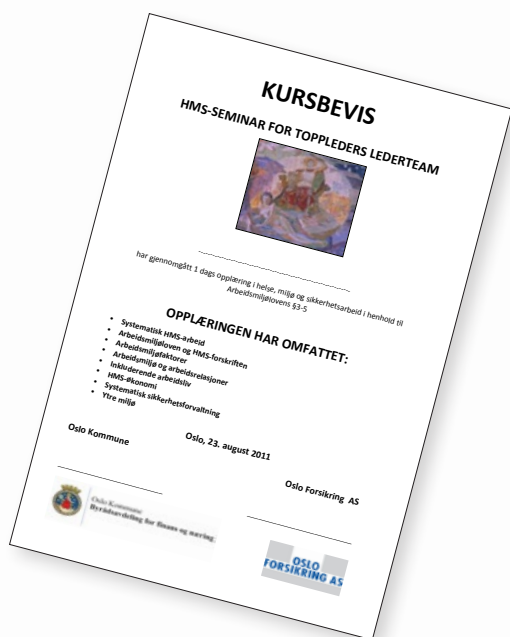 KURSBEVIS
HMS-SEMINAR FOR TOPPLEDERS LEDERTEAM
har gjennomgått 1 dags opplæring i helse, miljø og sikkerhetsarbeid i henhold til
Arbeidsmiljølovens §3-5
OPPLÆRINGEN HAR OMFATTET:
• Systematisk HMS-arbeid
• Arbeidsmiljøloven og HMS-forskriften
• Arbeidsmiljøfaktorer
• Arbeidsmiljø og arbeidsrelasjoner
• Inkluderende arbeidsliv
• HMS-økonomi
• Systematisk sikkerhetsforvaltning
• Ytre miljø
Oslo, 23. august 2011
Oslo Kommune
Oslo Forsikring AS
Oslo Kommune
Byrådsavdeling for finans og næring
OSLO
FORSIKRING AS